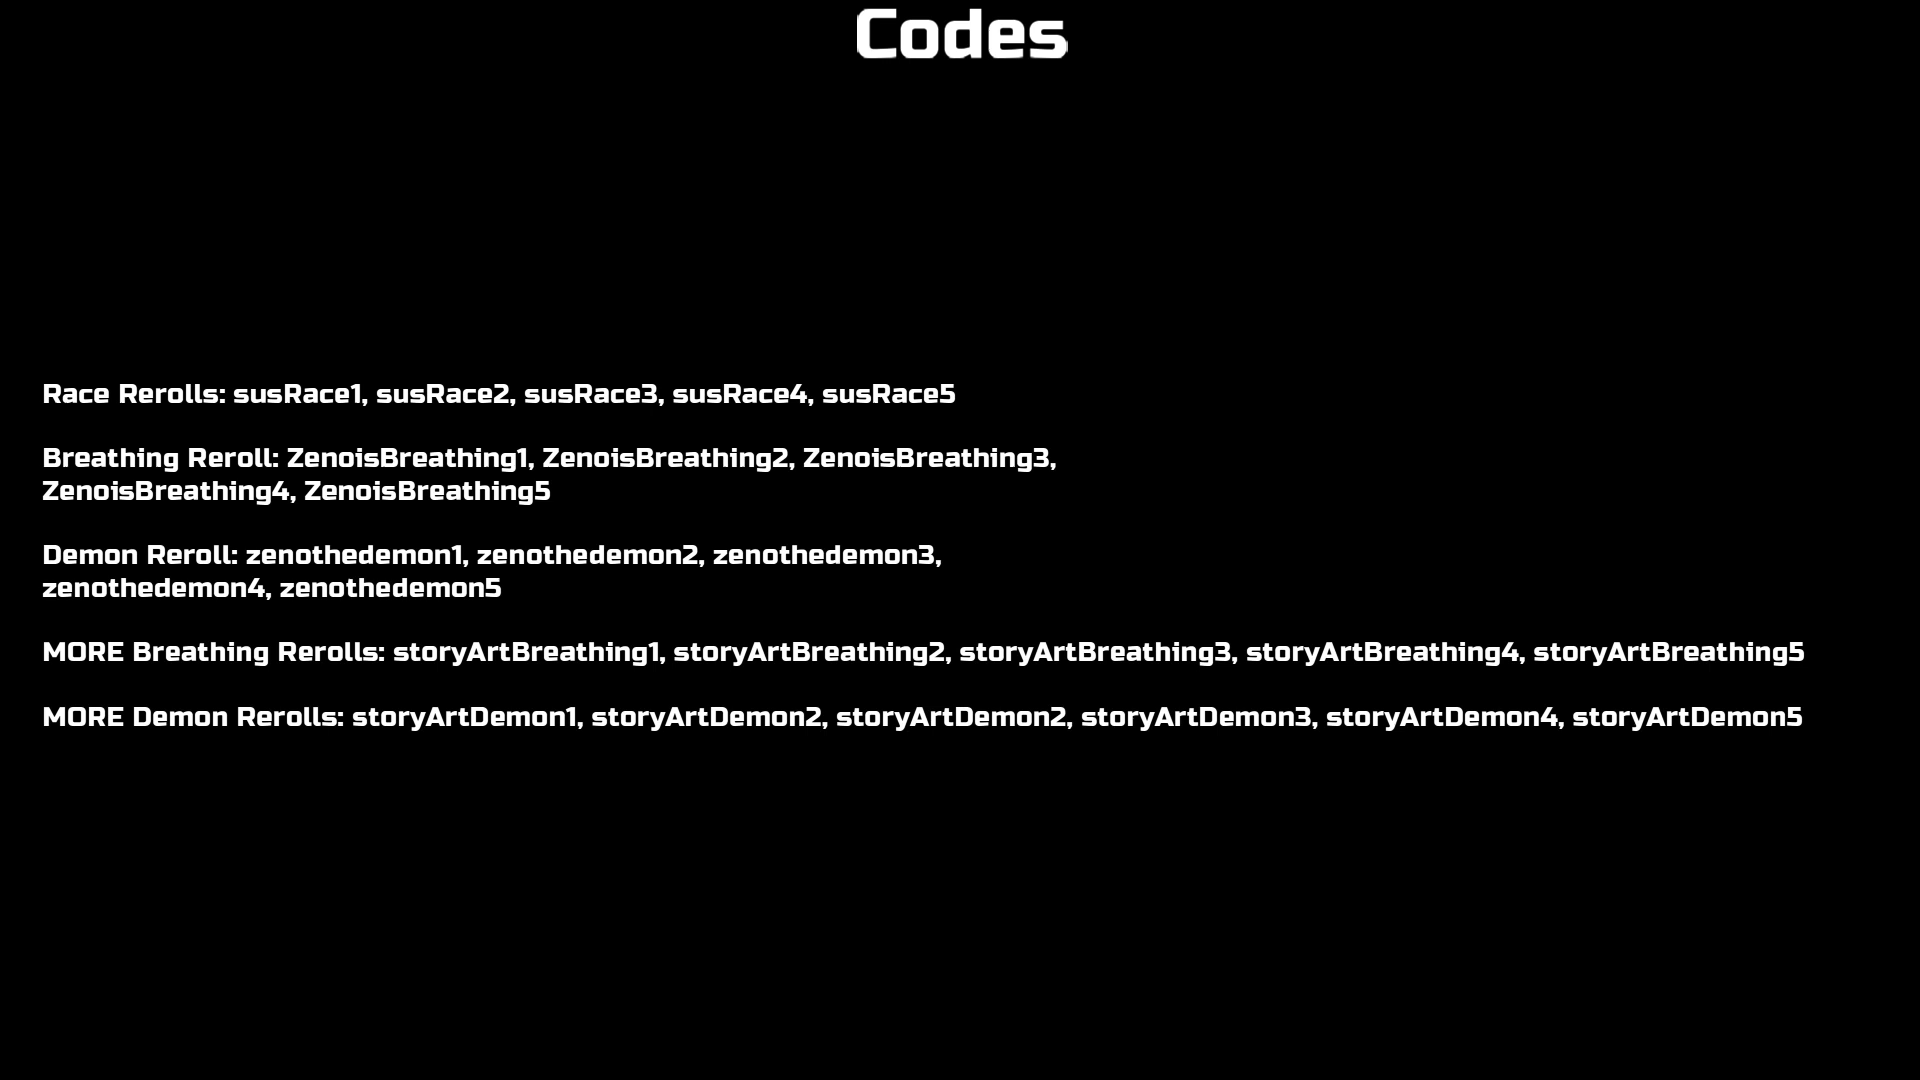 Codes
Race Rerolls: susRace1, susRace2, susRace3, susRace4, susRace5
Breathing Reroll: ZenoisBreathing1, ZenoisBreathing2, ZenoisBreathing3,
ZenoisBreathing4, ZenoisBreathing5
Demon Reroll: zenothedemon1, zenothedemon2, zenothedemon3,
zenothedemon4, zenothedemon5
MORE Breathing Rerolls: storyArtBreathing1, storyArtBreathing2, storyArtBreathing3, storyArtBreathing4, storyArtBreathing5
MORE Demon Rerolls: storyArtDemon1, storyArtDemon2, storyArtDemon2, storyArtDemon3, storyArtDemon4, storyArtDemon5